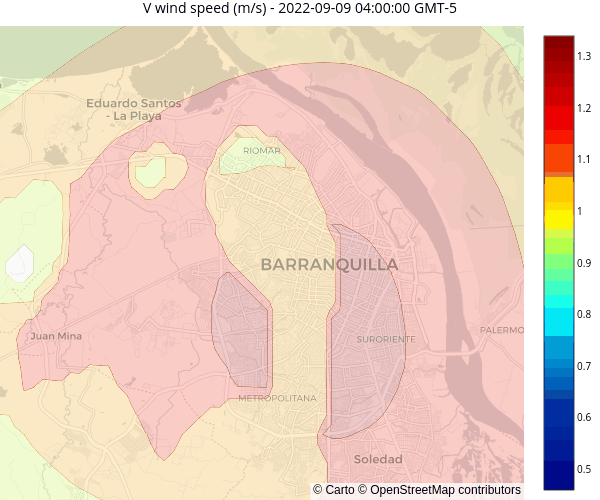 V wind speed (m/s) - 2022-09-09 04:00:00 GMT-5
1.3
1.2
1.1
1
0.9
0.8
0.7
0.6
0.5
Eduardo Santos
- La Playa
RIOMAR
BARRANQUILLA
Juan Mina
SURORIENTE
PALERMO
METROPOLITANA
Soledad
© Carto © OpenStreetMap contributors